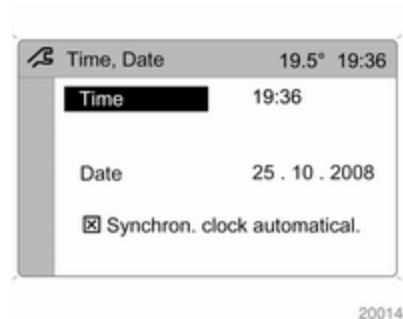 Time, Date 19.5° 19:36
Time 19:36
Date 25 . 10 . 2008
Synchron. clock automatical.
20014